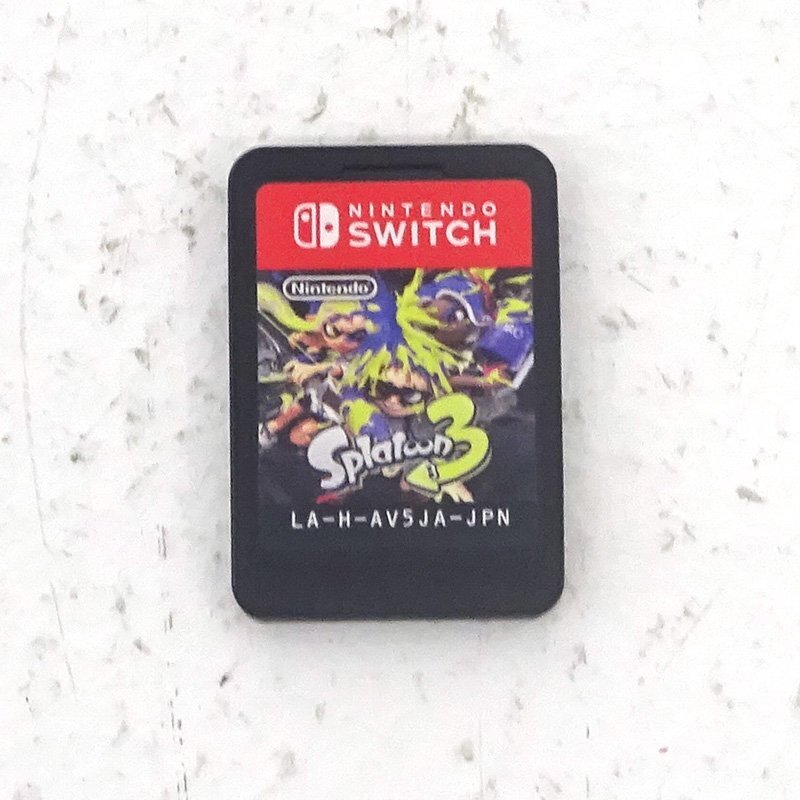 NINTENDO
SWITCH
Nintendo
Splatoon 3
LA-H-AV5JA-JPN